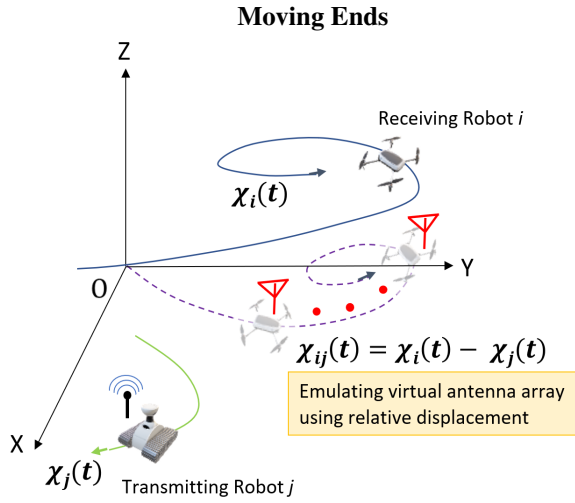 Moving Ends
Z
Receiving Robot i
χᵢ(t)
O
Y
χᵢⱼ(t) = χᵢ(t) − χⱼ(t)
Emulating virtual antenna array
using relative displacement
X
χⱼ(t)
Transmitting Robot j